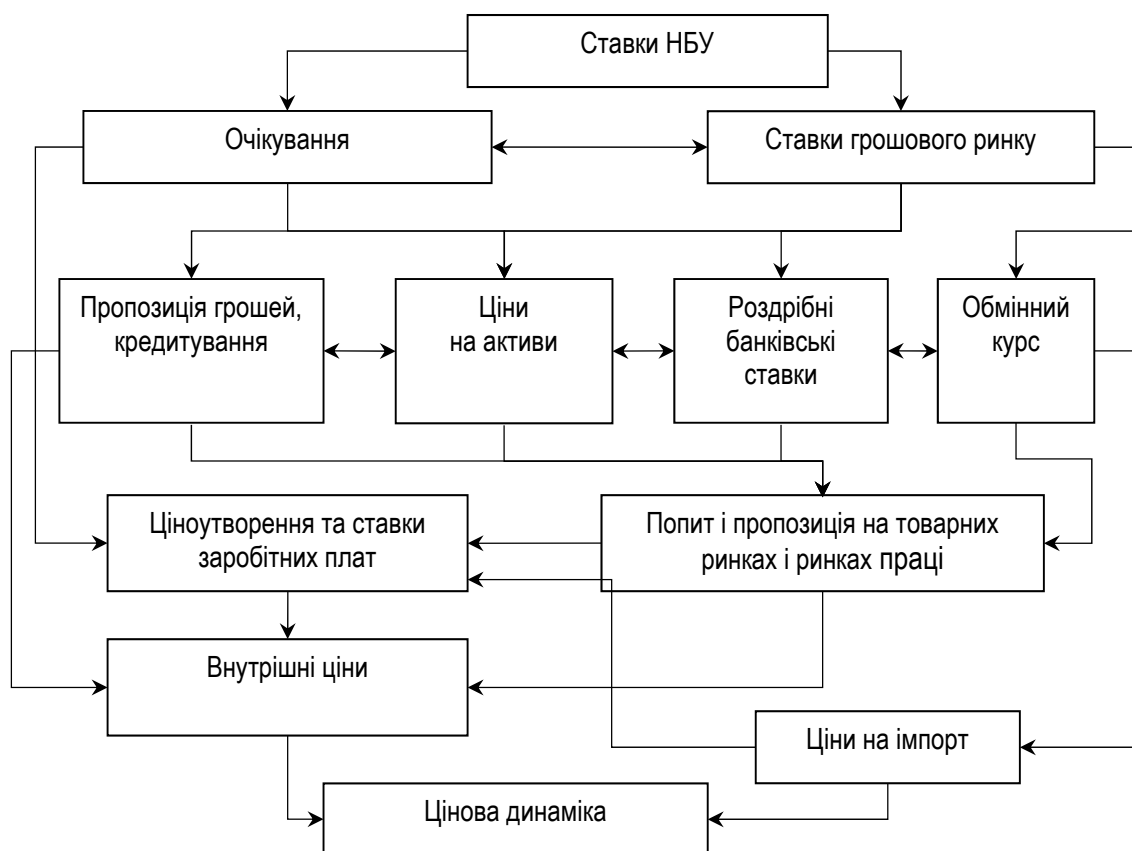 Ставки НБУ
Очікування
Ставки грошового ринку
Пропозиція грошей,
кредитування
Ціни
на активи
Роздрібні
банківські
ставки
Обмінний
курс
Ціноутворення та ставки
заробітних плат
Попит і пропозиція на товарних
ринках і ринках праці
Внутрішні ціни
Ціни на імпорт
Цінова динаміка